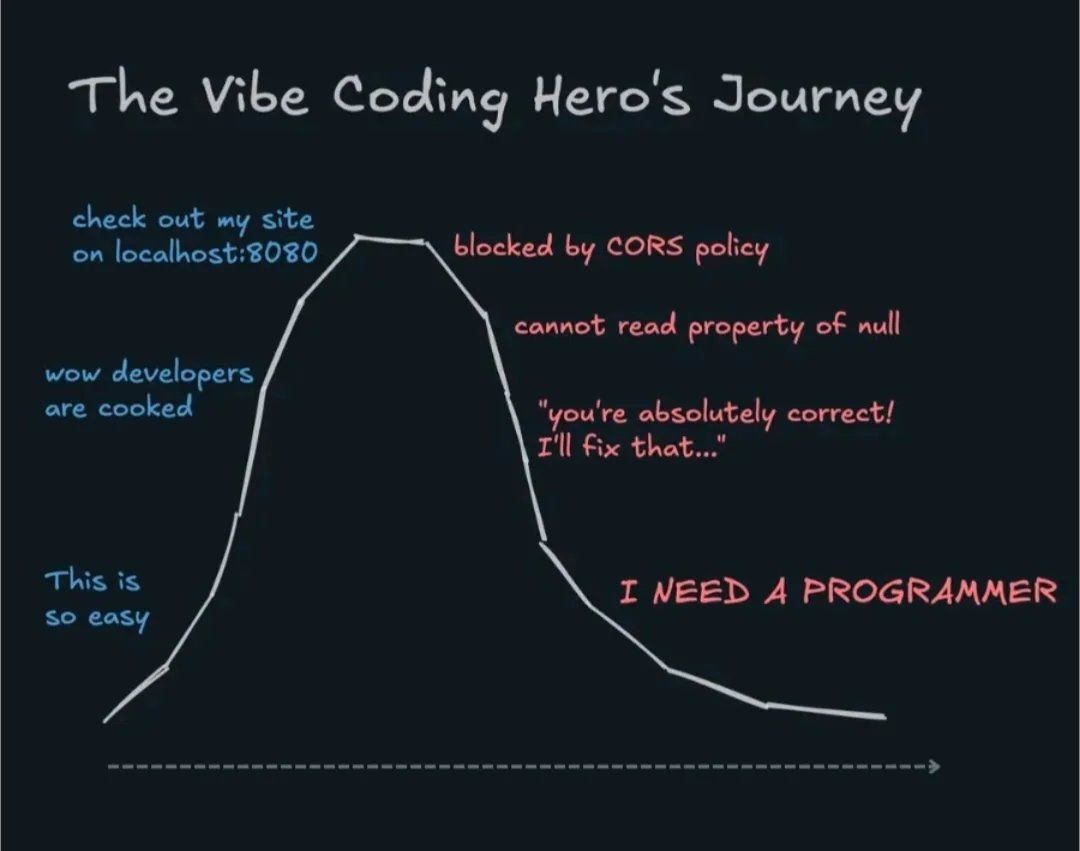 The Vibe Coding Hero's Journey
check out my site
on localhost:8080
blocked by CORS policy
cannot read property of null
wow developers
are cooked
"you're absolutely correct!
I'll fix that..."
This is
so easy
I NEED A PROGRAMMER